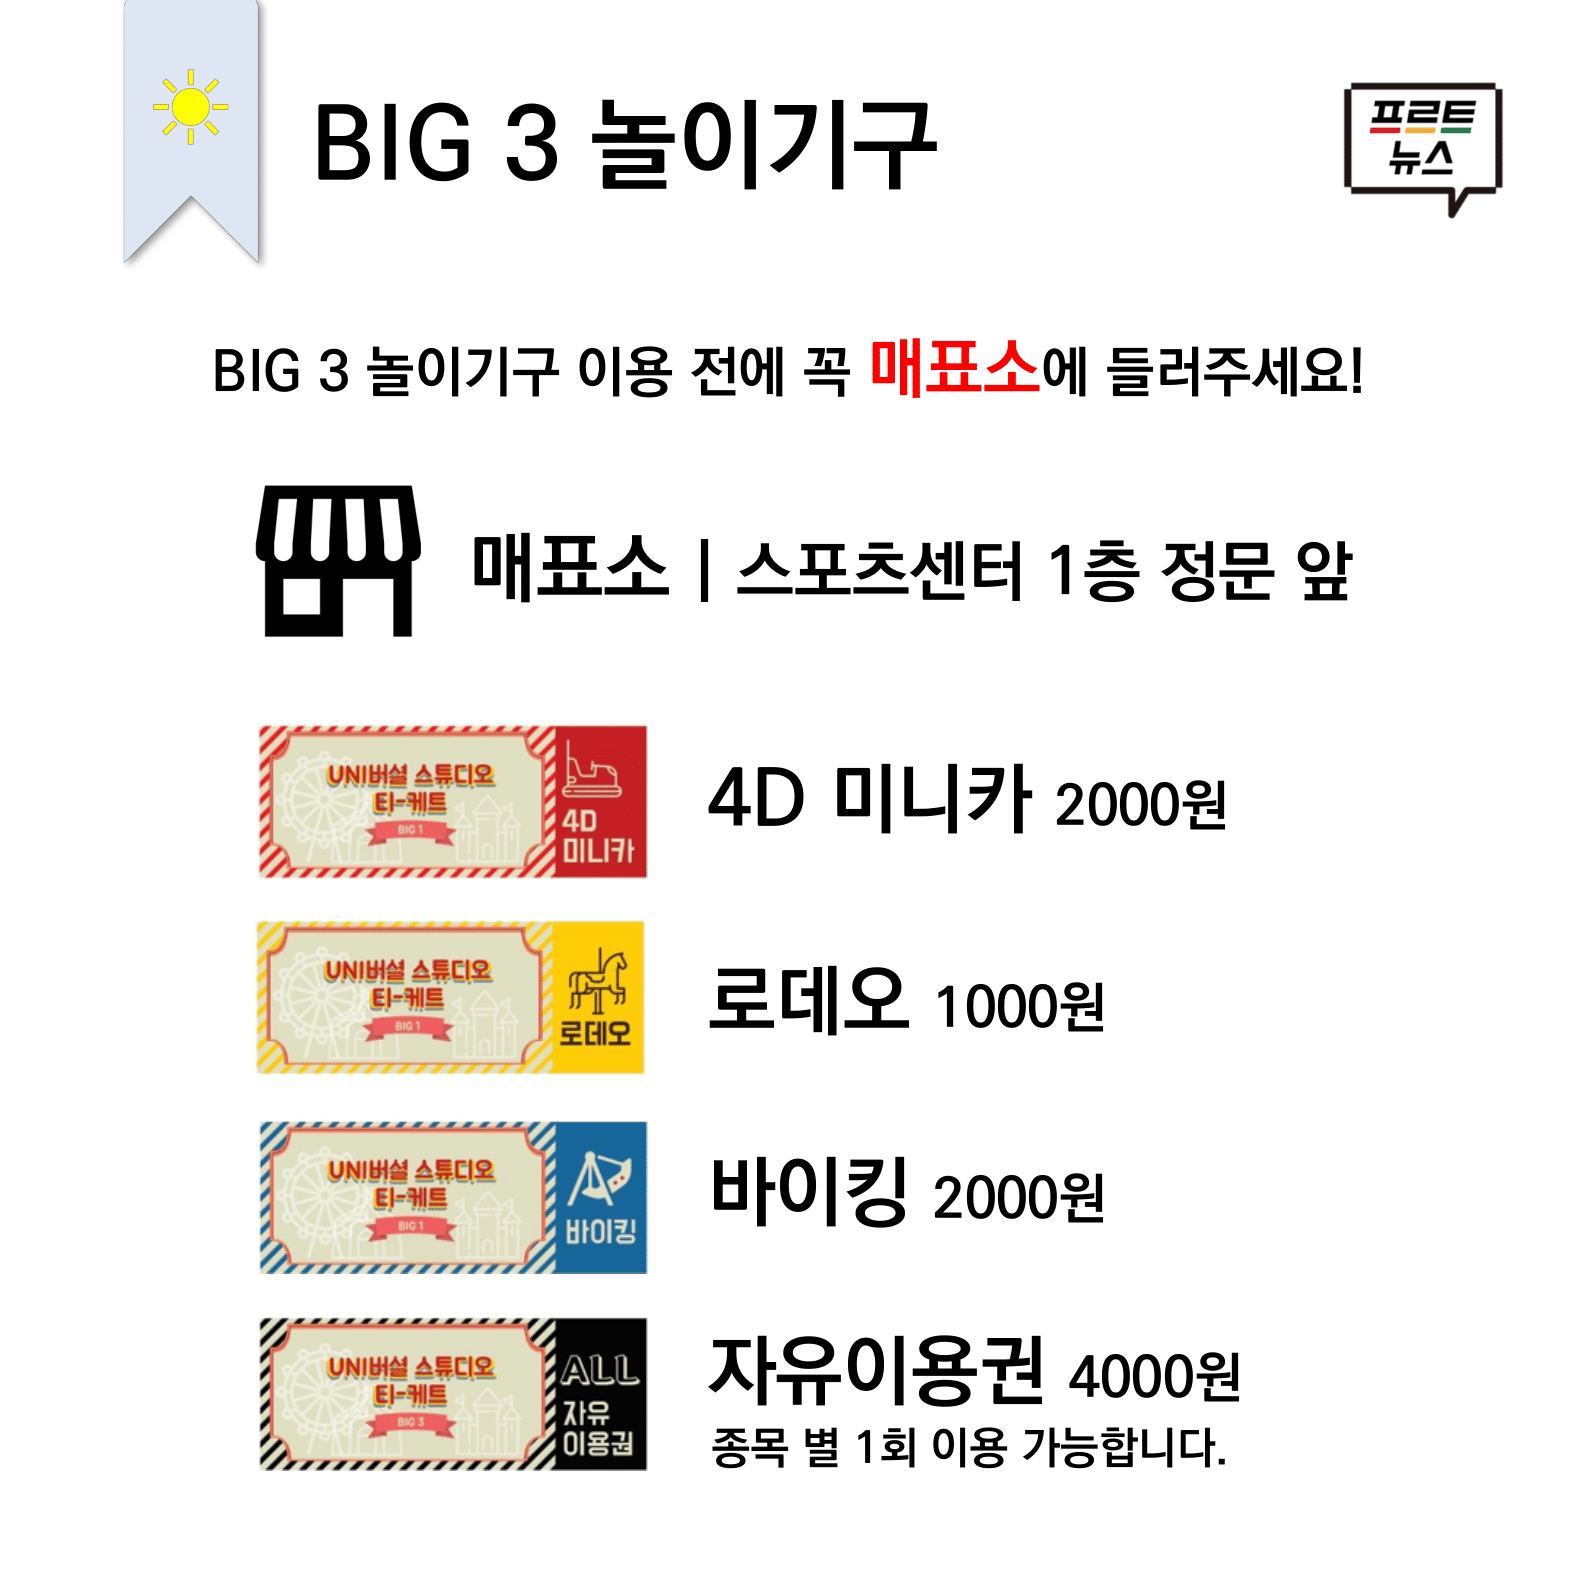 BIG 3 놀이기구
프르트
뉴스
BIG 3 놀이기구 이용 전에 꼭 매표소에 들러주세요!
매표소 | 스포츠센터 1층 정문 앞
UNI버셜 스튜디오
티-케트
BIG 1
4D
미니카
4D 미니카 2000원
UNI버셜 스튜디오
티-케트
BIG 1
로데오
로데오 1000원
UNI버셜 스튜디오
티-케트
BIG 1
바이킹
바이킹 2000원
UNI버셜 스튜디오
티-케트
BIG 3
ALL
자유
이용권
자유이용권 4000원
종목 별 1회 이용 가능합니다.